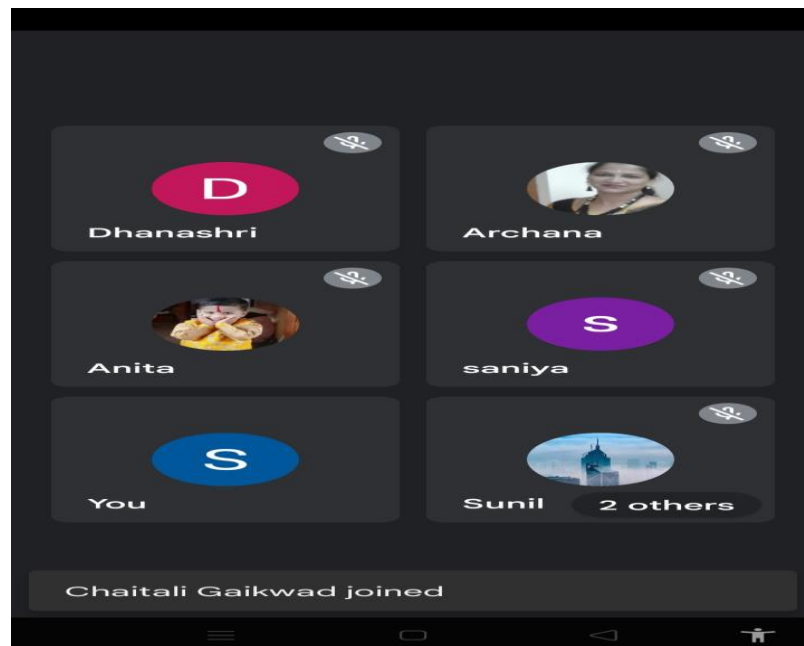 D
Dhanashri
Archana
Anita
S
saniya
S
You
Sunil
2 others
Chaitali Gaikwad joined